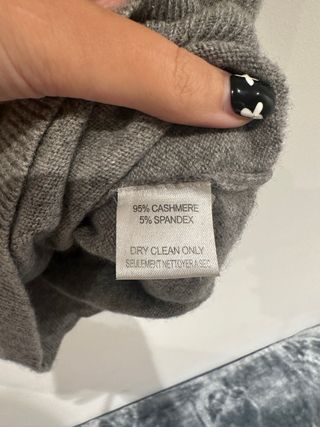 95% CASHMERE
5% SPANDEX
DRY CLEAN ONLY
SEULEMENT NETTOYER A SEC